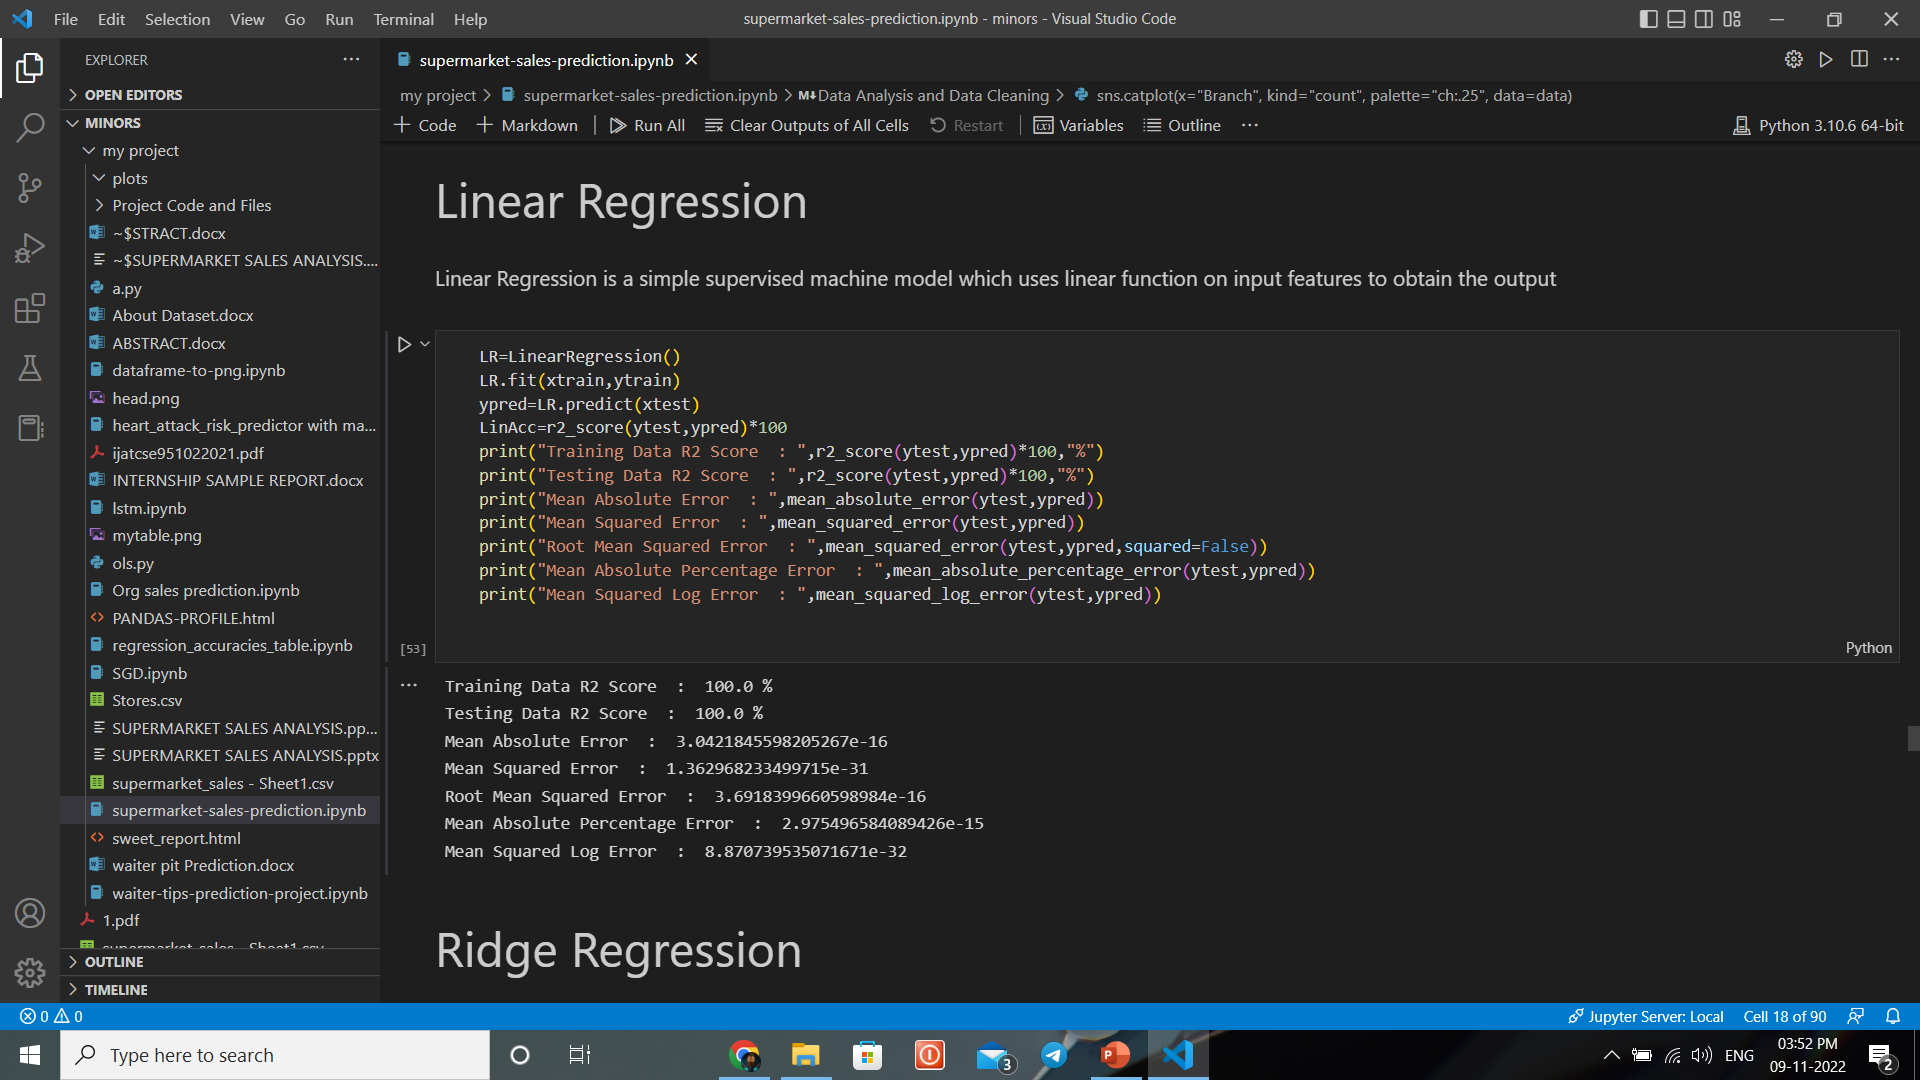 File Edit Selection View Go Run Terminal Help
supermarket-sales-prediction.ipynb - minors - Visual Studio Code
EXPLORER
OPEN EDITORS
MINORS
my project
plots
Project Code and Files
~$STRACT.docx
~$SUPERMARKET SALES ANALYSIS....
a.py
About Dataset.docx
ABSTRACT.docx
dataframe-to-png.ipynb
head.png
heart_attack_risk_predictor with ma...
ijatcse951022021.pdf
INTERNSHIP SAMPLE REPORT.docx
lstm.ipynb
mytable.png
ols.py
Org sales prediction.ipynb
PANDAS-PROFILE.html
regression_accuracies_table.ipynb
SGD.ipynb
Stores.csv
SUPERMARKET SALES ANALYSIS.pp...
SUPERMARKET SALES ANALYSIS.pptx
supermarket_sales - Sheet1.csv
supermarket-sales-prediction.ipynb
sweet_report.html
waiter pit Prediction.docx
waiter-tips-prediction-project.ipynb
1.pdf
supermarket_sales - Sheet1.csv
OUTLINE
TIMELINE
supermarket-sales-prediction.ipynb
my project > supermarket-sales-prediction.ipynb > M↓Data Analysis and Data Cleaning > sns.catplot(x="Branch", kind="count", palette="ch:.25", data=data)
+ Code + Markdown | Run All Clear Outputs of All Cells Restart | Variables Outline ...
Python 3.10.6 64-bit
Linear Regression
Linear Regression is a simple supervised machine model which uses linear function on input features to obtain the output
LR=LinearRegression()
LR.fit(xtrain,ytrain)
ypred=LR.predict(xtest)
LinAcc=r2_score(ytest,ypred)*100
print("Training Data R2 Score  : ",r2_score(ytest,ypred)*100,"%")
print("Testing Data R2 Score  : ",r2_score(ytest,ypred)*100,"%")
print("Mean Absolute Error  : ",mean_absolute_error(ytest,ypred))
print("Mean Squared Error  : ",mean_squared_error(ytest,ypred))
print("Root Mean Squared Error  : ",mean_squared_error(ytest,ypred,squared=False))
print("Mean Absolute Percentage Error  : ",mean_absolute_percentage_error(ytest,ypred))
print("Mean Squared Log Error  : ",mean_squared_log_error(ytest,ypred))
[53]
Python
Training Data R2 Score  :  100.0 %
Testing Data R2 Score  :  100.0 %
Mean Absolute Error  :  3.0421845598205267e-16
Mean Squared Error  :  1.362968233499715e-31
Root Mean Squared Error  :  3.6918399660598984e-16
Mean Absolute Percentage Error  :  2.975496584089426e-15
Mean Squared Log Error  :  8.870739535071671e-32
Ridge Regression
0 0
Jupyter Server: Local Cell 18 of 90
Type here to search
3
ENG
03:52 PM
09-11-2022
2